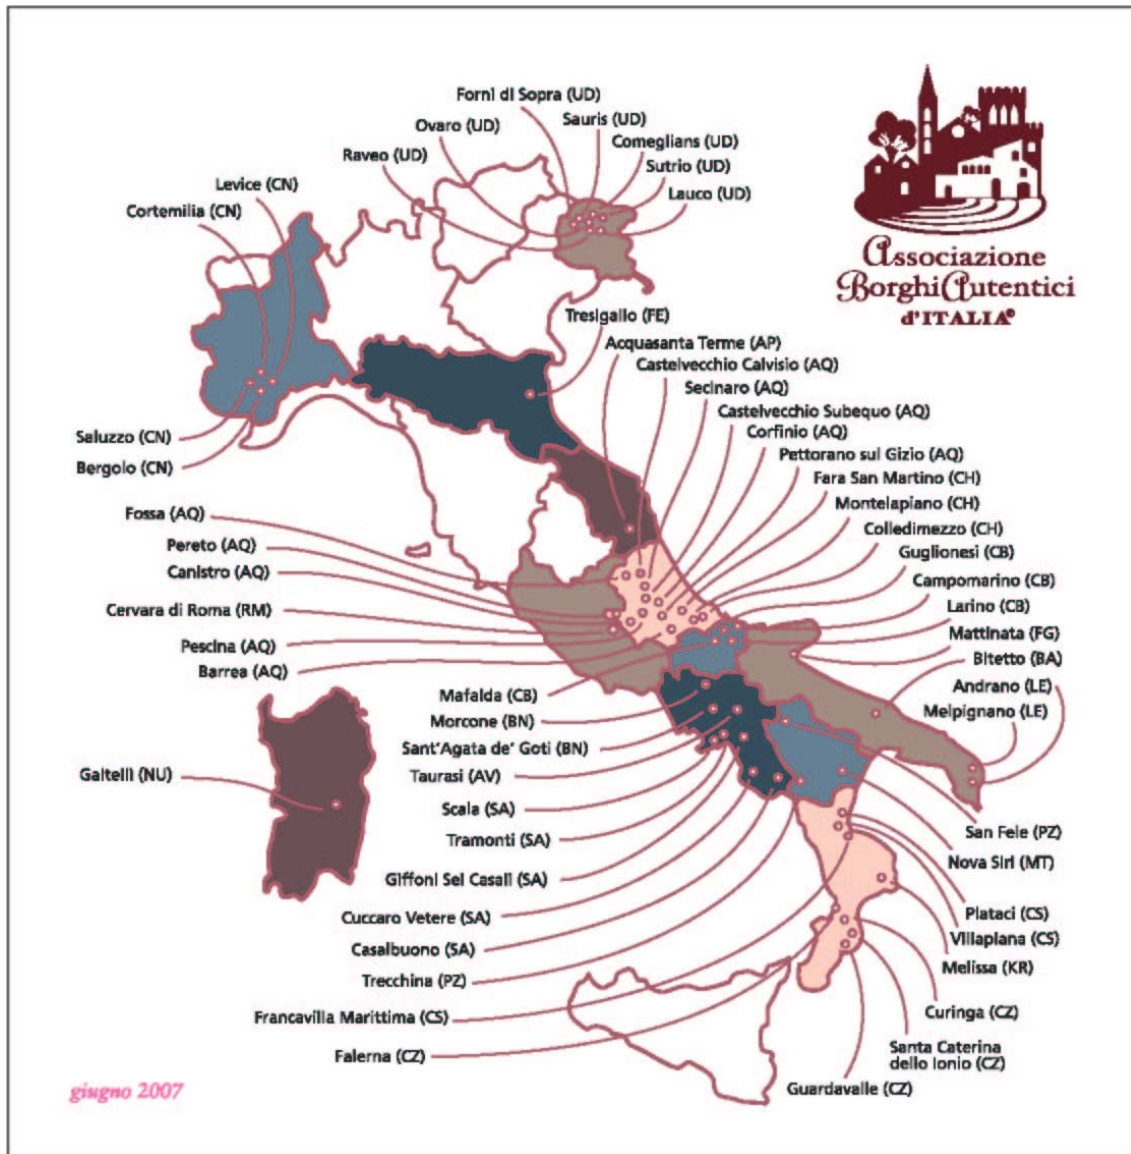 Forni di Sopra (UD)
Sauris (UD)
Ovaro (UD)
Comeglians (UD)
Raveo (UD)
Sutrio (UD)
Levice (CN)
Lauco (UD)
Cortemilia (CN)
Associazione
Borghi Autentici
d'ITALIA®
Tresigallo (FE)
Acquasanta Terme (AP)
Castelvecchio Calvisio (AQ)
Secinaro (AQ)
Castelvecchio Subequo (AQ)
Corfinio (AQ)
Saluzzo (CN)
Pettorano sul Gizio (AQ)
Bergolo (CN)
Fara San Martino (CH)
Montelapiano (CH)
Fossa (AQ)
Colledimezzo (CH)
Pereto (AQ)
Guglionesi (CB)
Canistro (AQ)
Campomarino (CB)
Cervara di Roma (RM)
Larino (CB)
Mattinata (FG)
Pescina (AQ)
Bitetto (BA)
Barrea (AQ)
Andrano (LE)
Mafalda (CB)
Melpignano (LE)
Morcone (BN)
Sant'Agata de' Goti (BN)
Galtellì (NU)
Taurasi (AV)
Scala (SA)
San Fele (PZ)
Tramonti (SA)
Nova Siri (MT)
Giffoni Sei Casali (SA)
Plataci (CS)
Cuccaro Vetere (SA)
Villapiana (CS)
Casalbuono (SA)
Melissa (KR)
Trecchina (PZ)
Curinga (CZ)
Francavilla Marittima (CS)
Santa Caterina
dello Ionio (CZ)
Falerna (CZ)
Guardavalle (CZ)
giugno 2007